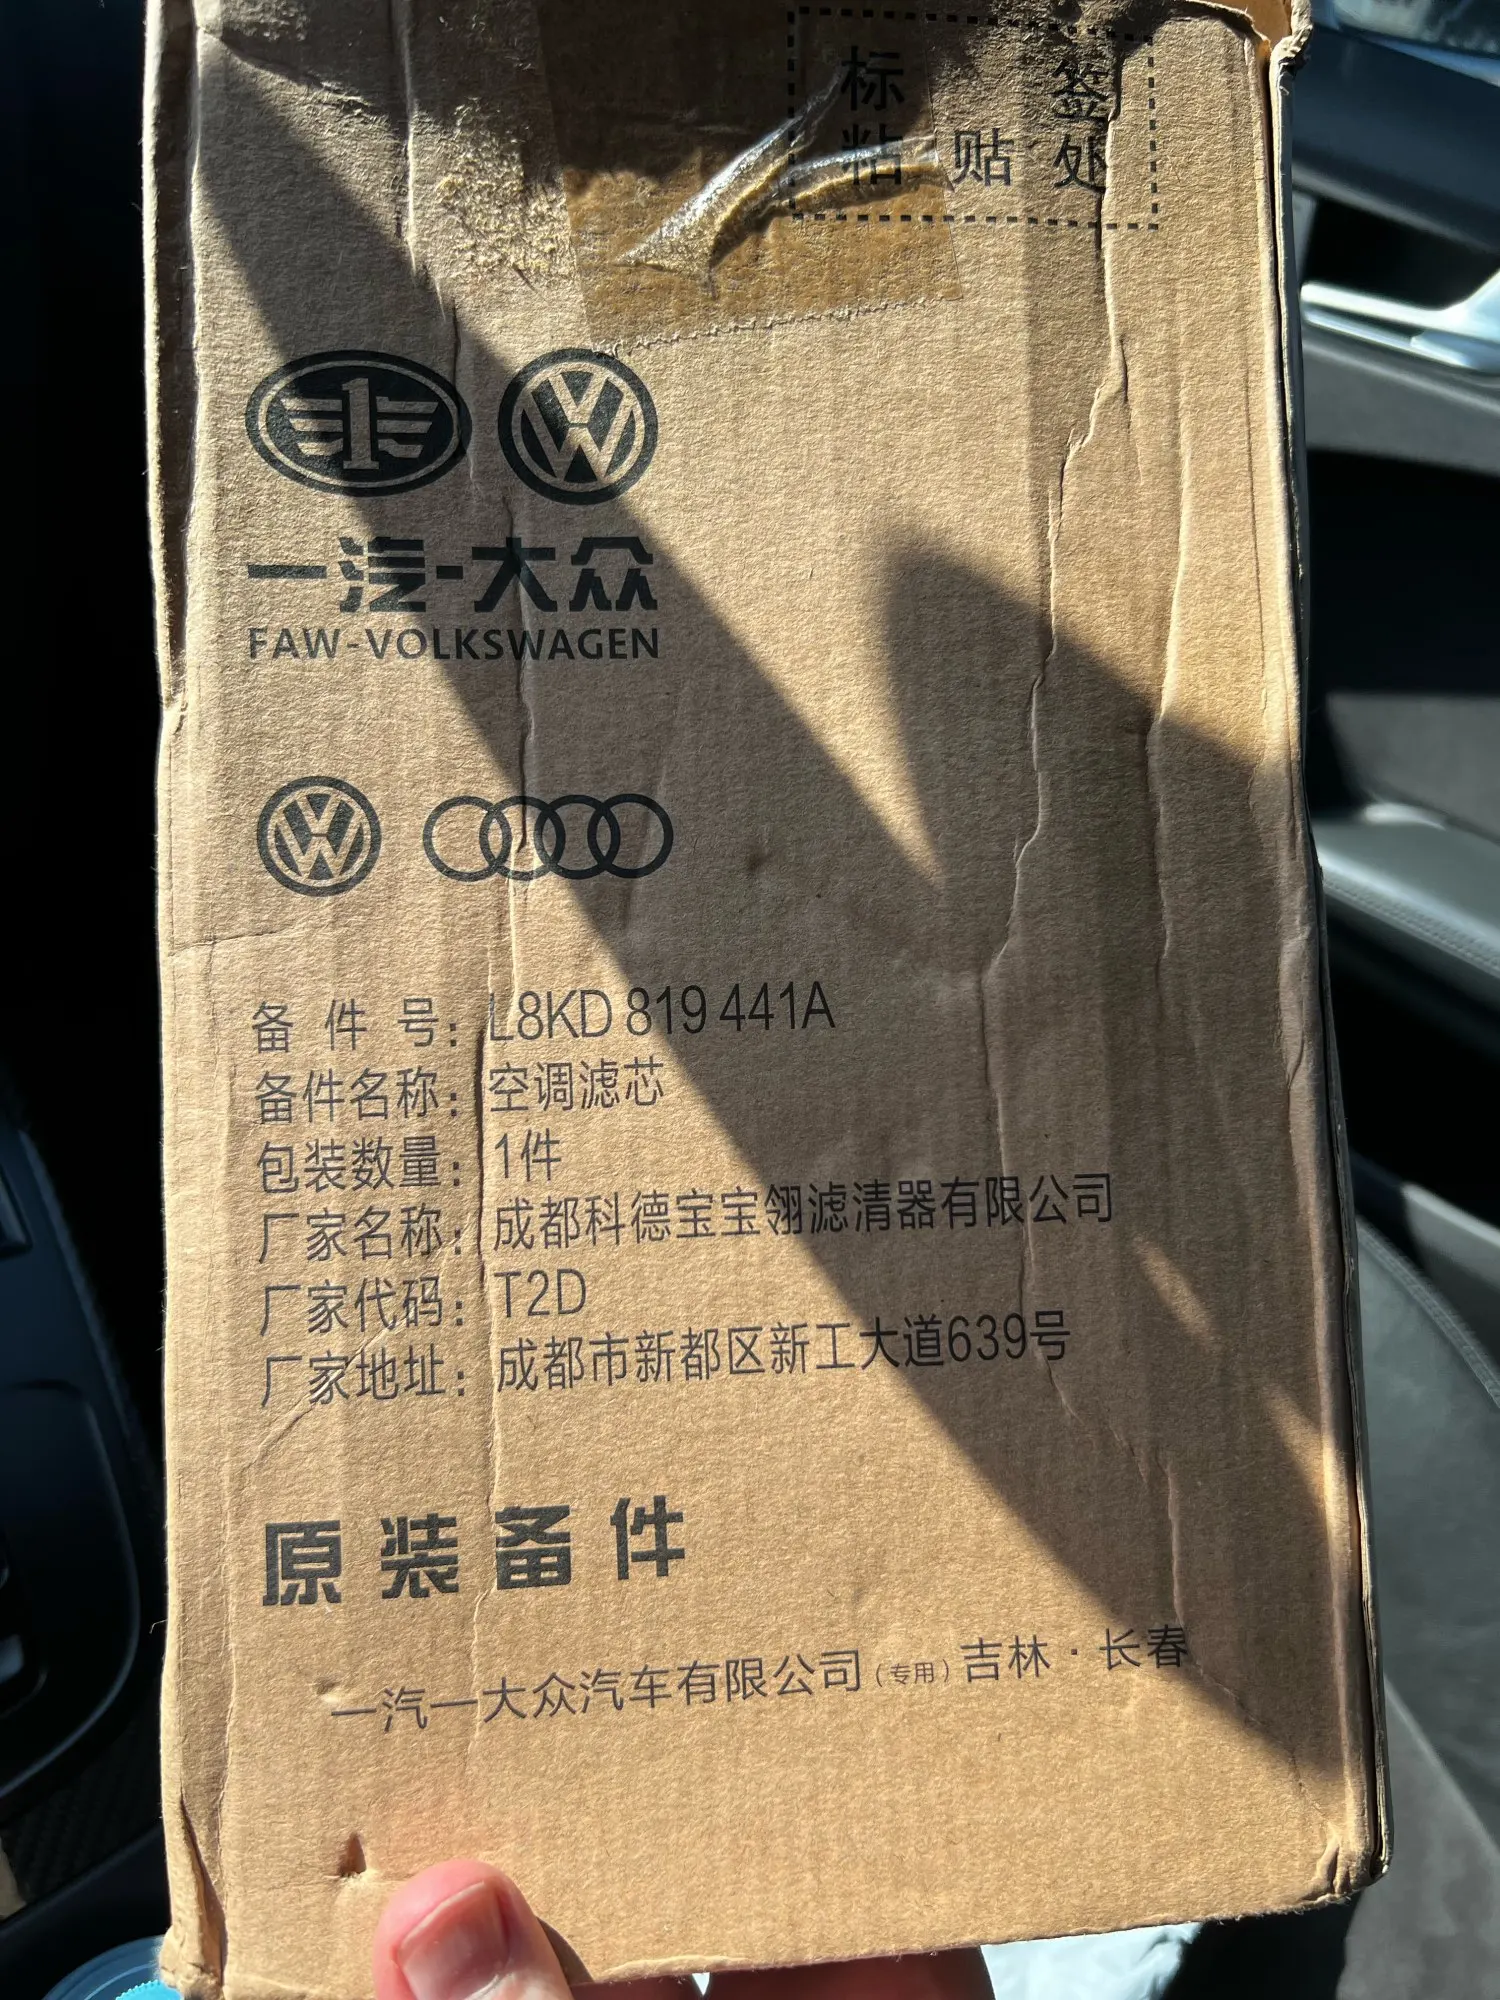 标 签
粘 贴 处
一汽-大众
FAW-VOLKSWAGEN
备 件 号: L8KD 819 441A
备件名称: 空调滤芯
包装数量: 1件
厂家名称: 成都科德宝宝翎滤清器有限公司
厂家代码: T2D
厂家地址: 成都市新都区新工大道639号
原装备件
一汽一大众汽车有限公司(专用)吉林·长春